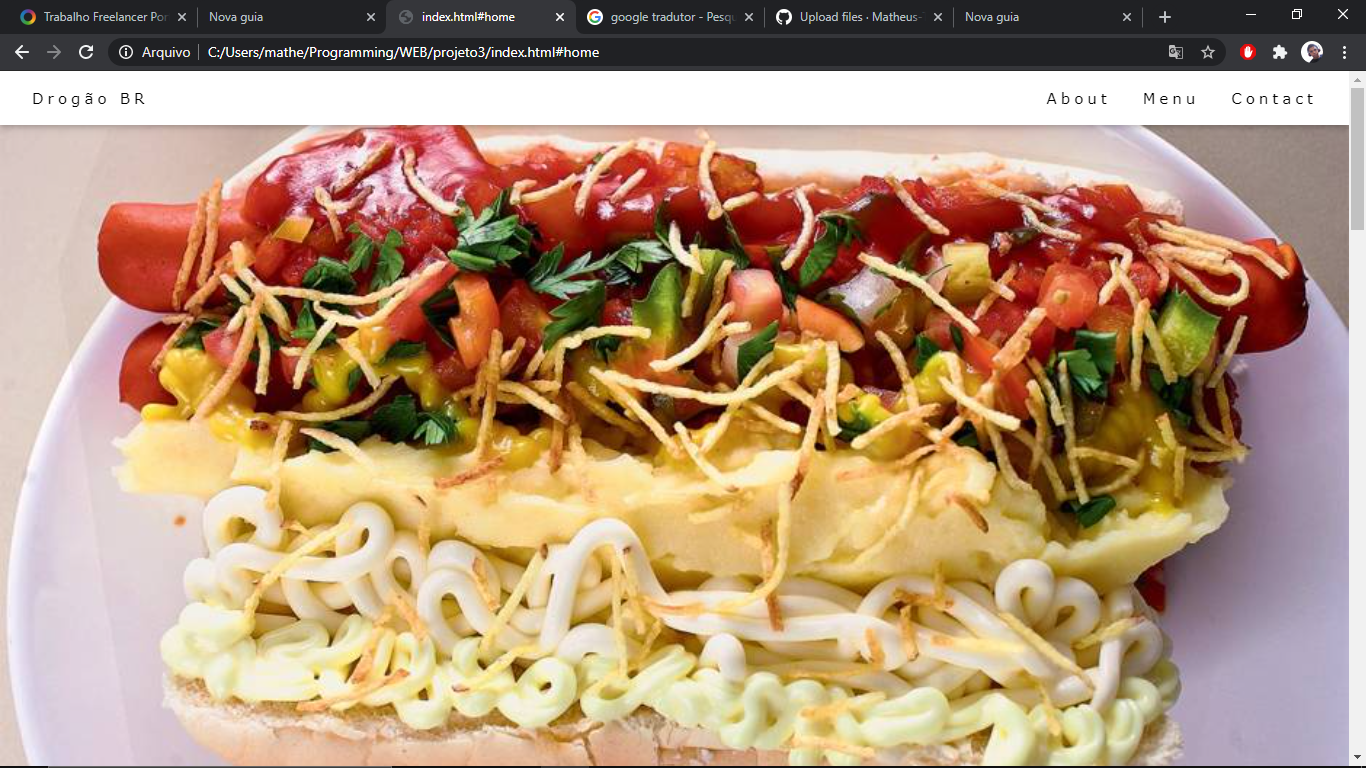 Trabalho Freelancer Por
Nova guia
index.html#home
google tradutor - Pesqu
Upload files · Matheus-
Nova guia
Arquivo
C:/Users/mathe/Programming/WEB/projeto3/index.html#home
Drogão BR
About Menu Contact